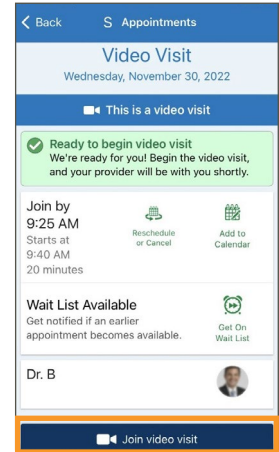 Back
S Appointments
Video Visit
Wednesday, November 30, 2022
This is a video visit
Ready to begin video visit
We're ready for you! Begin the video visit,
and your provider will be with you shortly.
Join by
9:25 AM
Starts at
9:40 AM
20 minutes
Reschedule
or Cancel
Add to
Calendar
Wait List Available
Get notified if an earlier
appointment becomes available.
Get On
Wait List
Dr. B
Join video visit